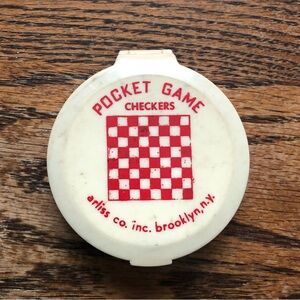 POCKET GAME
CHECKERS
arliss co. inc. brooklyn, n.y.